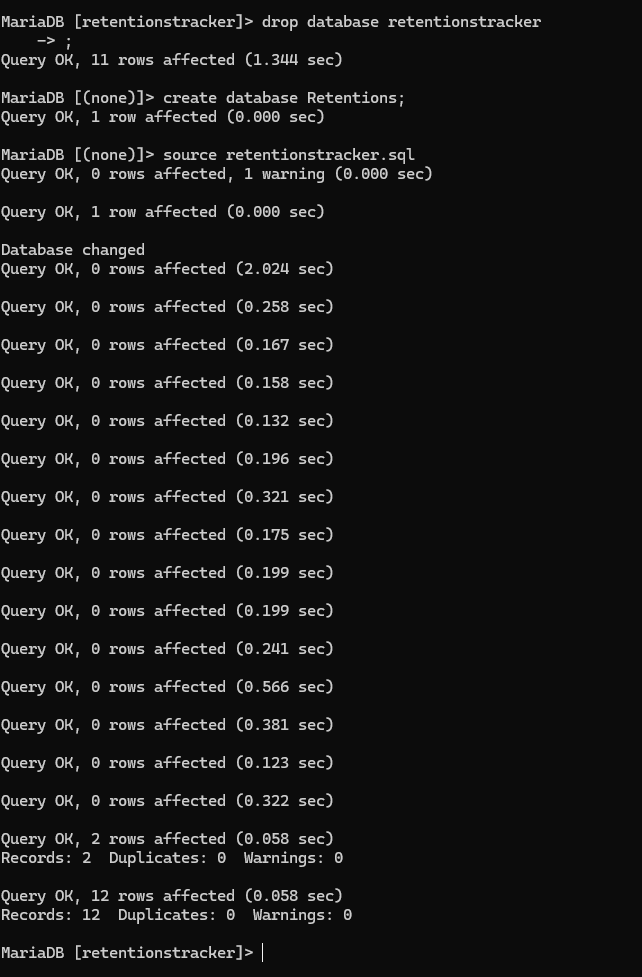 MariaDB [retentionstracker]> drop database retentionstracker
    -> ;
Query OK, 11 rows affected (1.344 sec)
MariaDB [(none)]> create database Retentions;
Query OK, 1 row affected (0.000 sec)
MariaDB [(none)]> source retentionstracker.sql
Query OK, 0 rows affected, 1 warning (0.000 sec)
Query OK, 1 row affected (0.000 sec)
Database changed
Query OK, 0 rows affected (2.024 sec)
Query OK, 0 rows affected (0.258 sec)
Query OK, 0 rows affected (0.167 sec)
Query OK, 0 rows affected (0.158 sec)
Query OK, 0 rows affected (0.132 sec)
Query OK, 0 rows affected (0.196 sec)
Query OK, 0 rows affected (0.321 sec)
Query OK, 0 rows affected (0.175 sec)
Query OK, 0 rows affected (0.199 sec)
Query OK, 0 rows affected (0.199 sec)
Query OK, 0 rows affected (0.241 sec)
Query OK, 0 rows affected (0.566 sec)
Query OK, 0 rows affected (0.381 sec)
Query OK, 0 rows affected (0.123 sec)
Query OK, 0 rows affected (0.322 sec)
Query OK, 2 rows affected (0.058 sec)
Records: 2  Duplicates: 0  Warnings: 0
Query OK, 12 rows affected (0.058 sec)
Records: 12  Duplicates: 0  Warnings: 0
MariaDB [retentionstracker]>